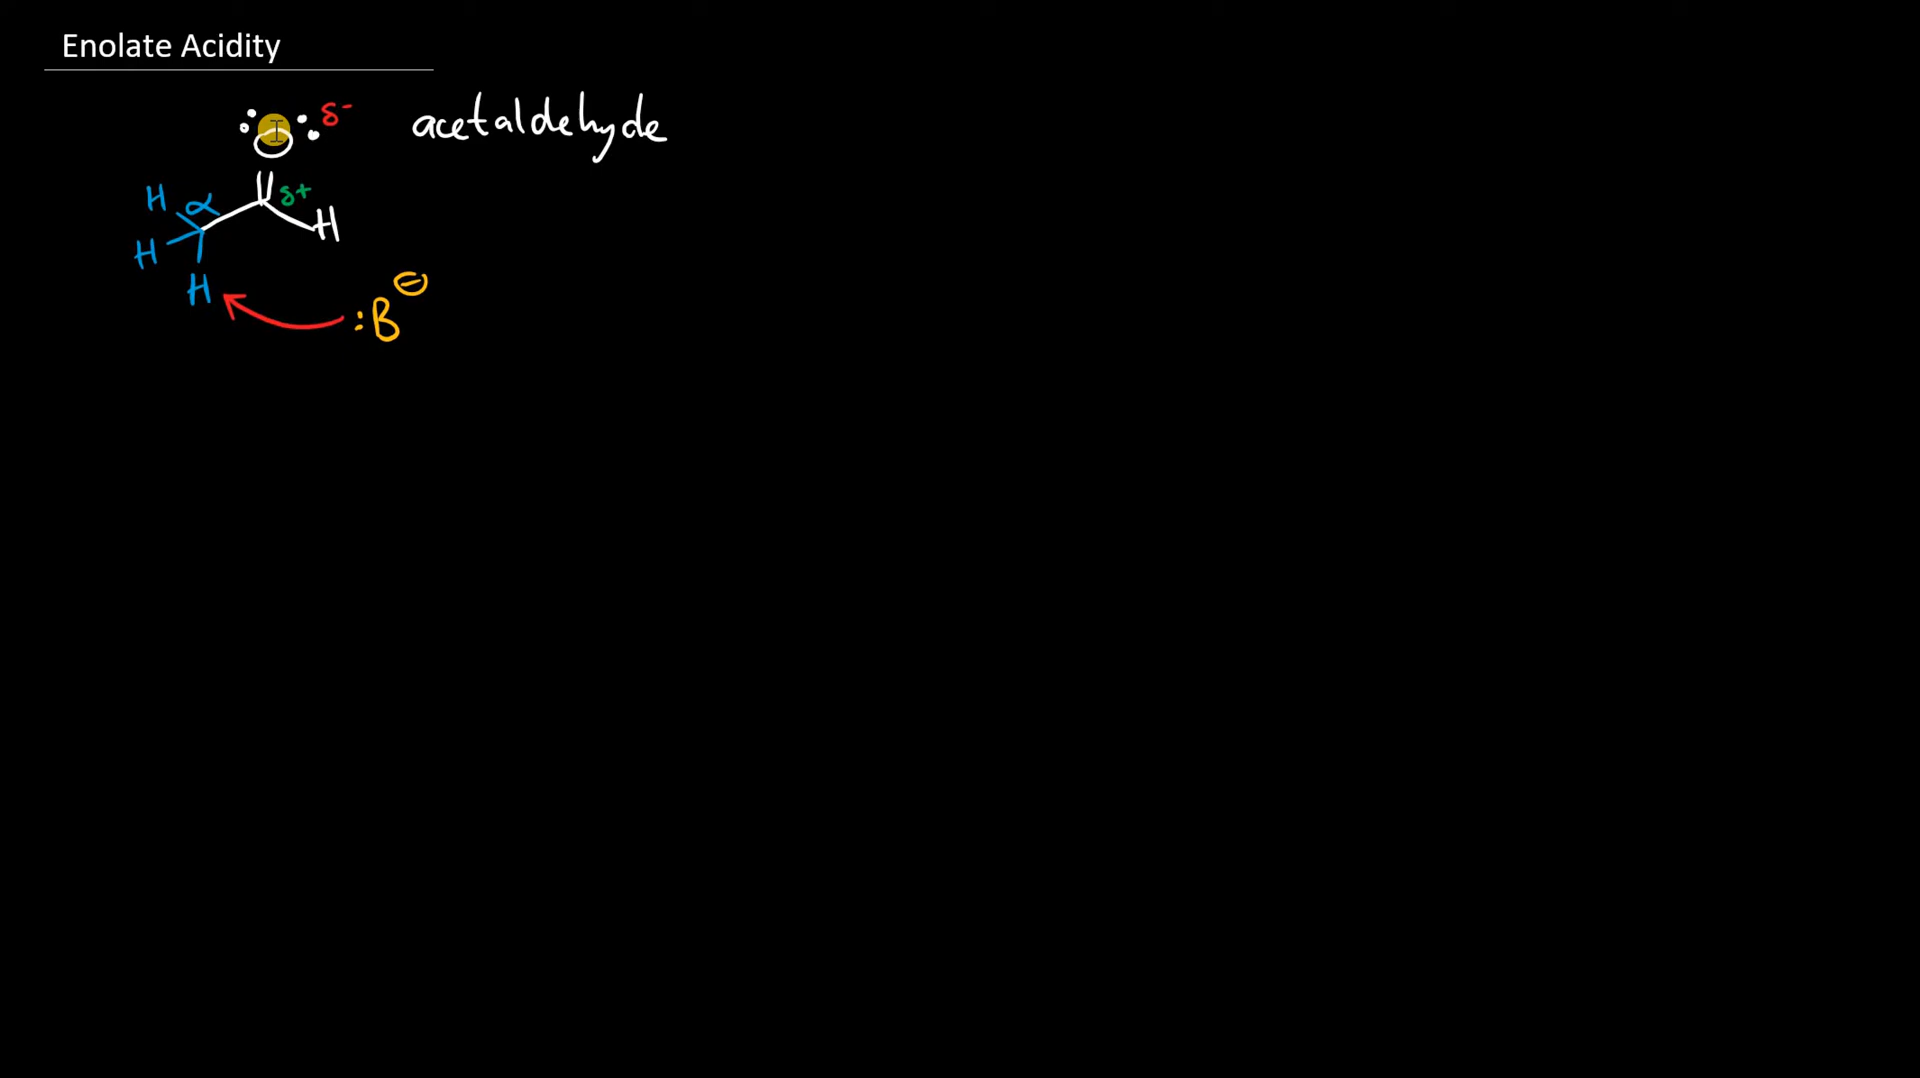 Enolate Acidity
δ- acetaldehyde
O
H α δ+
H H
H
:B⊖